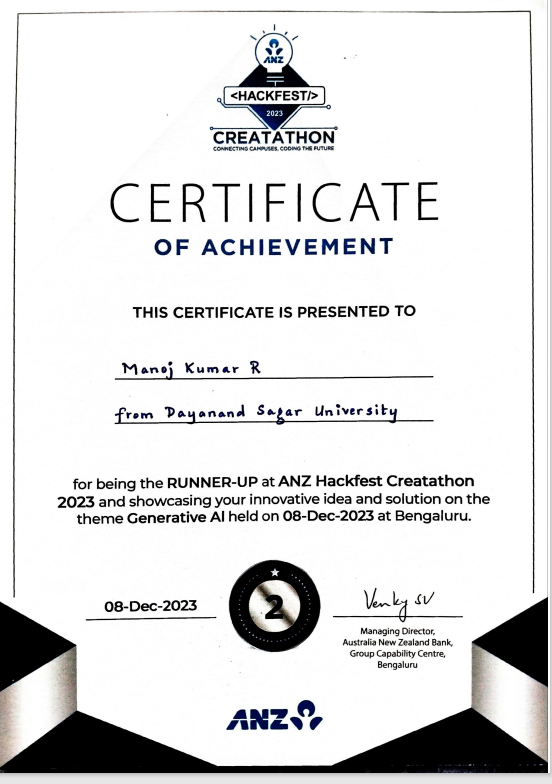 ANZ
<HACKFEST/>
2023
CREATATHON
CONNECTING CAMPUSES, CODING THE FUTURE
CERTIFICATE
OF ACHIEVEMENT
THIS CERTIFICATE IS PRESENTED TO
Manoj Kumar R
from Dayanand Sagar University
for being the RUNNER-UP at ANZ Hackfest Creatathon
2023 and showcasing your innovative idea and solution on the
theme Generative AI held on 08-Dec-2023 at Bengaluru.
08-Dec-2023
2
Venky SV
Managing Director,
Australia New Zealand Bank,
Group Capability Centre,
Bengaluru
ANZ